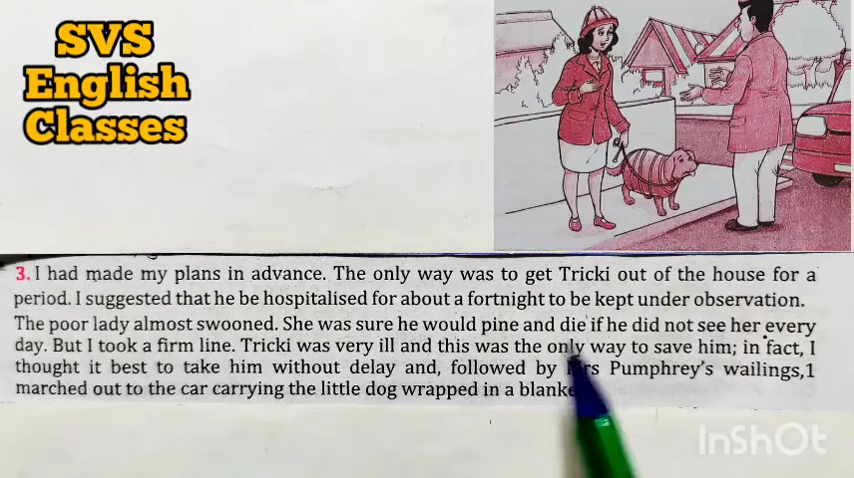 SVS
English
Classes
3. I had made my plans in advance. The only way was to get Tricki out of the house for a
period. I suggested that he be hospitalised for about a fortnight to be kept under observation.
The poor lady almost swooned. She was sure he would pine and die if he did not see her every
day. But I took a firm line. Tricki was very ill and this was the only way to save him; in fact, I
thought it best to take him without delay and, followed by Mrs Pumphrey's wailings,1
marched out to the car carrying the little dog wrapped in a blanke
InShOt